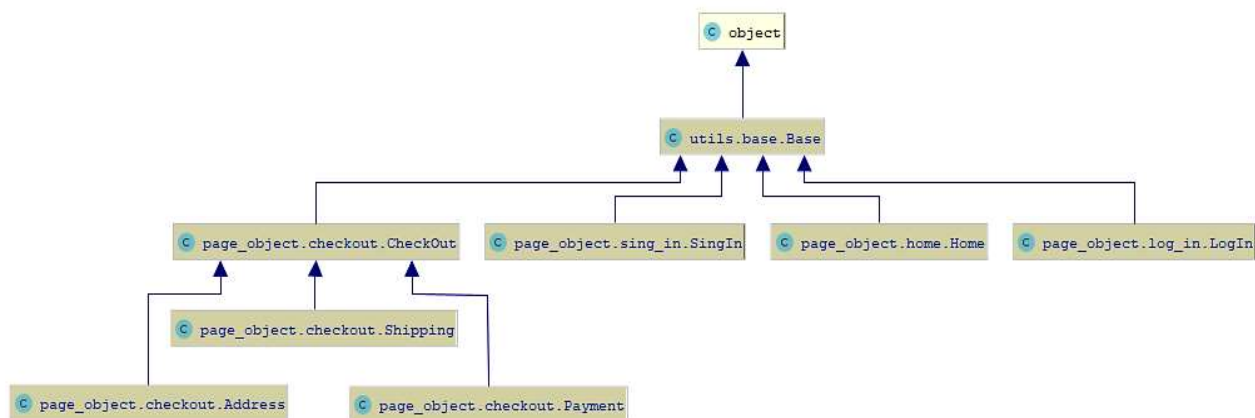 C object
C utils.base.Base
C page_object.checkout.CheckOut
C page_object.sing_in.SingIn
C page_object.home.Home
C page_object.log_in.LogIn
C page_object.checkout.Shipping
C page_object.checkout.Address
C page_object.checkout.Payment